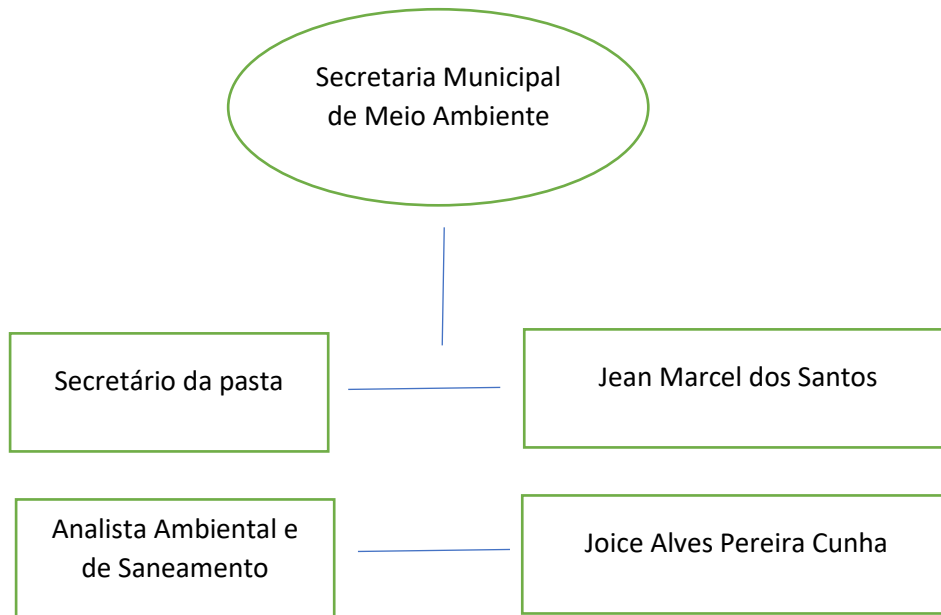 Secretaria Municipal
de Meio Ambiente
Secretário da pasta
Jean Marcel dos Santos
Analista Ambiental e
de Saneamento
Joice Alves Pereira Cunha